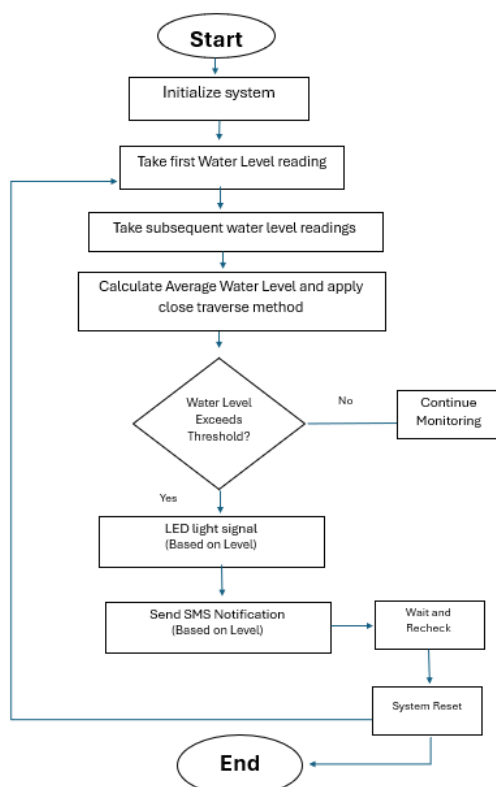 Start
Initialize system
Take first Water Level reading
Take subsequent water level readings
Calculate Average Water Level and apply
close traverse method
Water Level
Exceeds
Threshold?
No
Continue
Monitoring
Yes
LED light signal
(Based on Level)
Send SMS Notification
(Based on Level)
Wait and
Recheck
System Reset
End